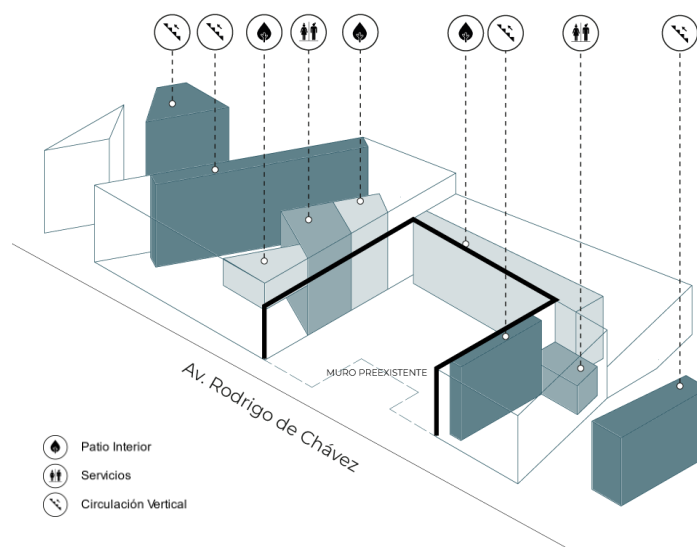 MURO PREEXISTENTE
Av. Rodrigo de Chávez
Patio Interior
Servicios
Circulación Vertical